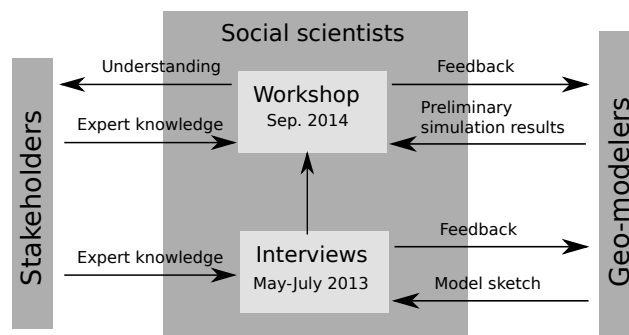 Social scientists
Understanding
Feedback
Workshop
Sep. 2014
Expert knowledge
Preliminary
simulation results
Stakeholders
Geo-modelers
Feedback
Expert knowledge
Interviews
May-July 2013
Model sketch